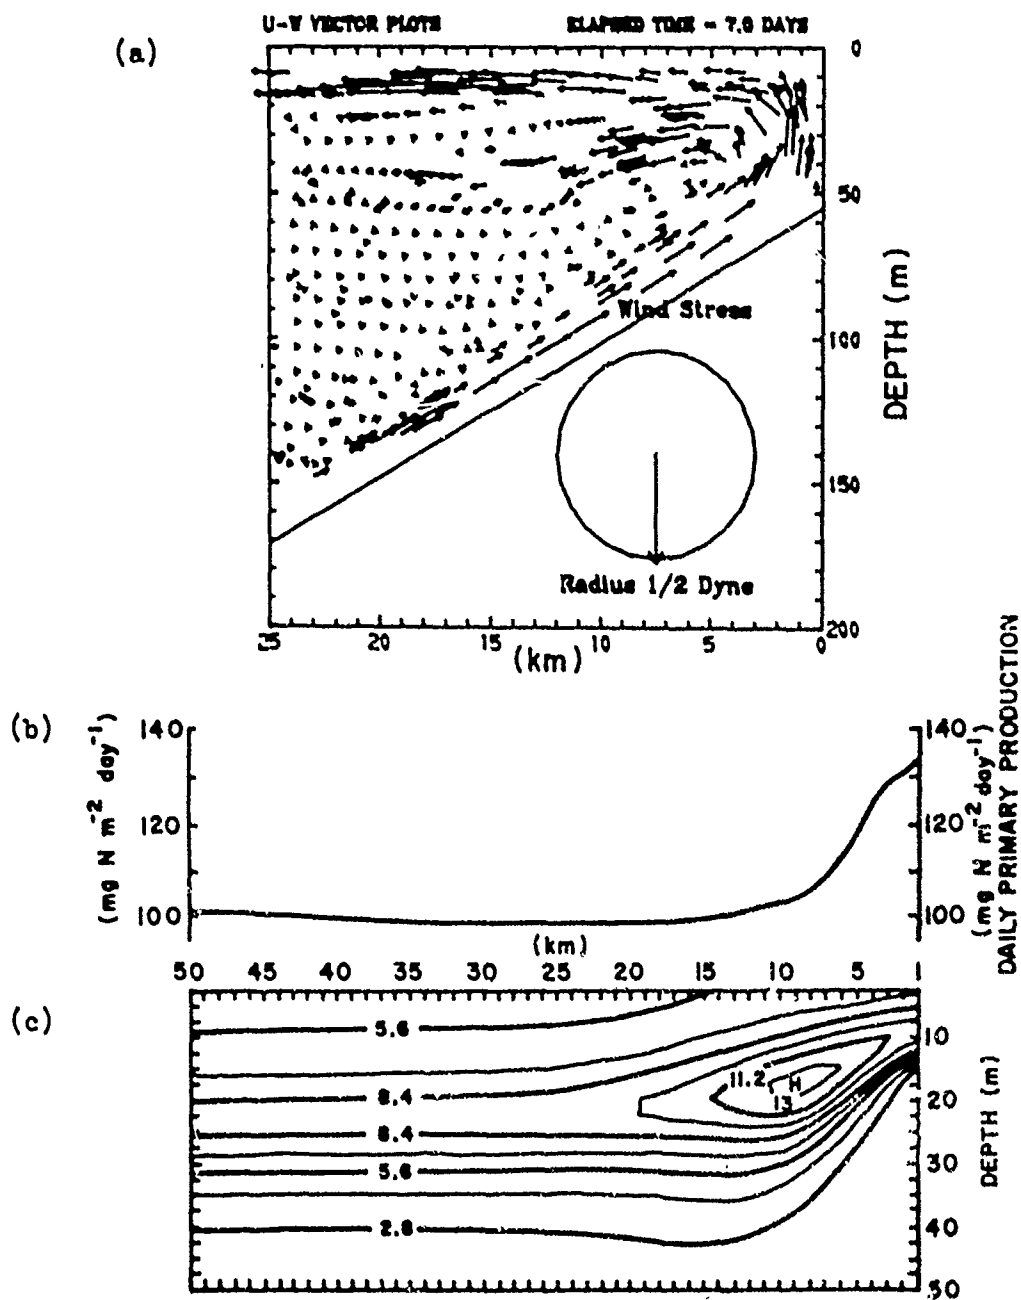 U-W VECTOR PLOTS ELAPSED TIME = 7.0 DAYS
(a)
0
50
100
150
200
DEPTH (m)
Wind Stress
Radius 1/2 Dyne
25 20 15 10 5 0
(km)
(b)
140
120
100
(mg N m⁻² day⁻¹)
140
120
100
(mg N m⁻² day⁻¹)
DAILY PRIMARY PRODUCTION
(km)
50 45 40 35 30 25 20 15 10 5 1
(c)
5.6
8.4
8.4
5.6
2.8
11.2
H
13
10
20
30
40
50
DEPTH (m)